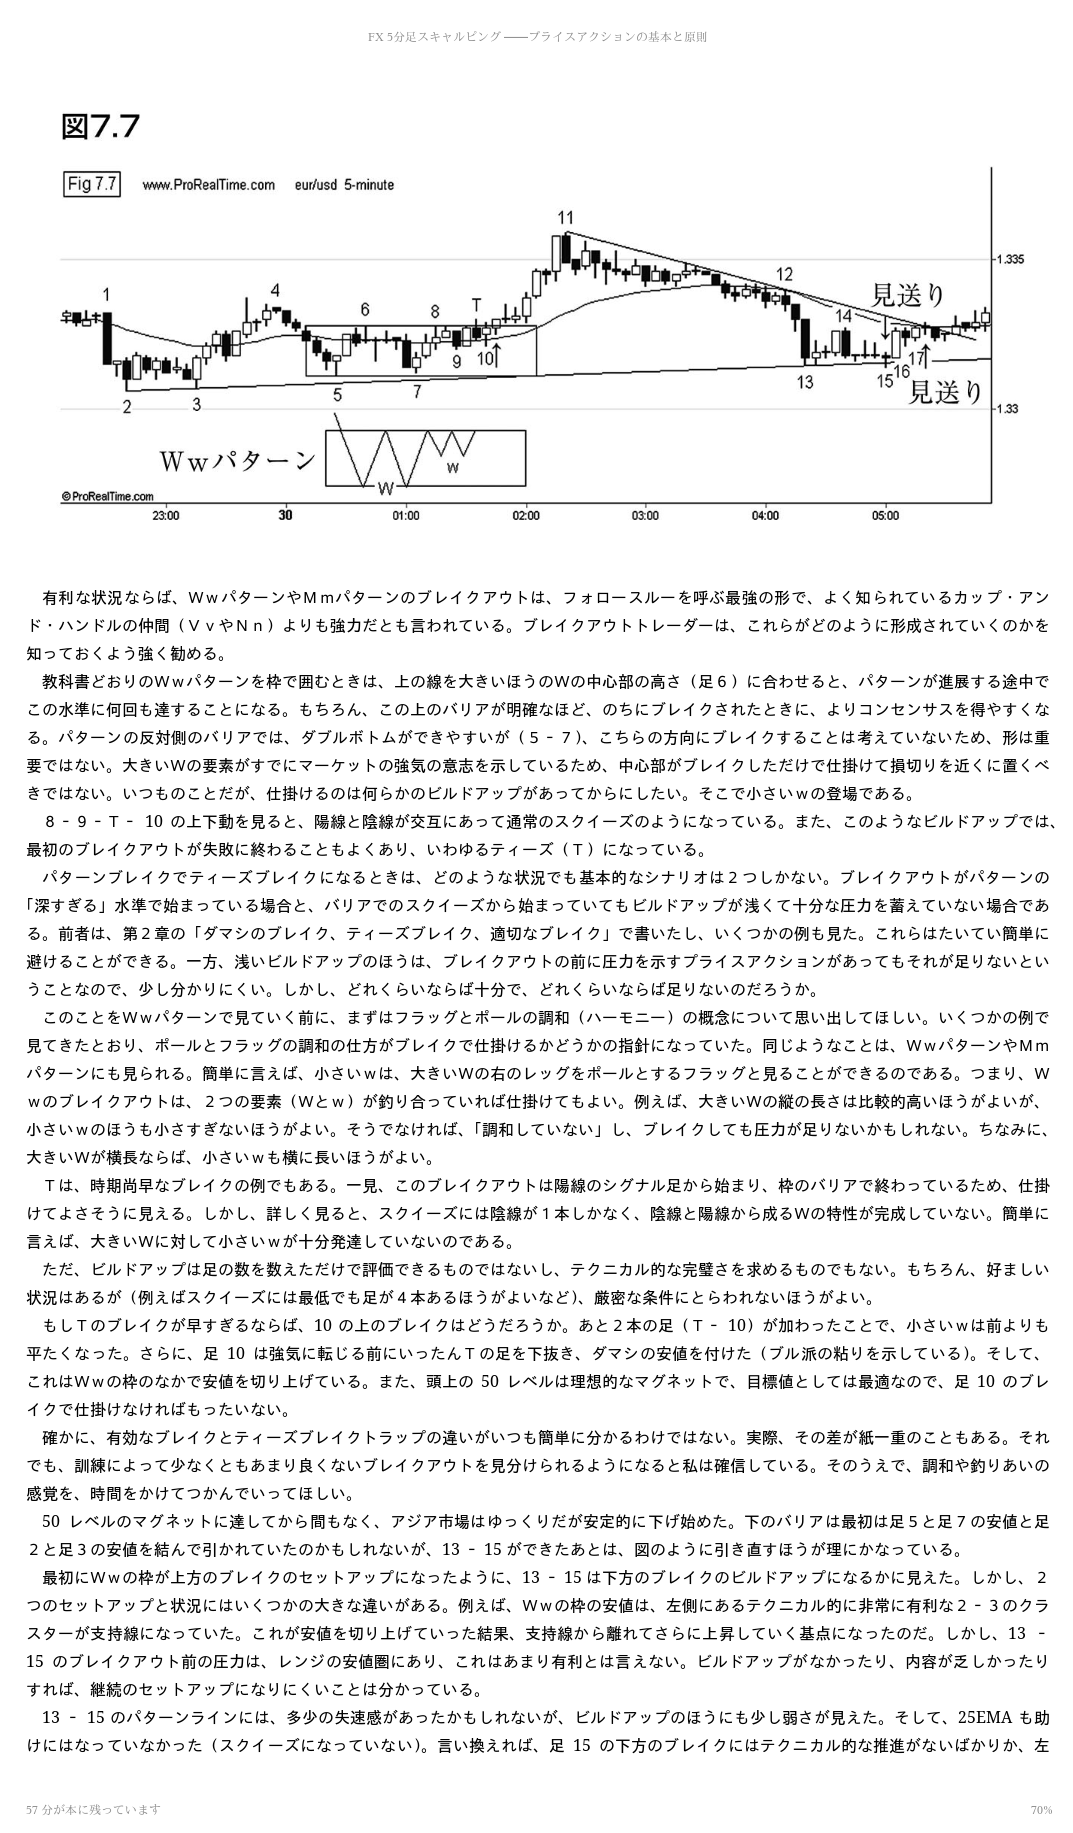 FX 5分足スキャルピング ――プライスアクションの基本と原則
図7.7
Fig 7.7 www.ProRealTime.com eur/usd 5-minute
11
1.335
1
4
12
見送り
6
8
T
14
9
10
17
16
5
7
13
15
見送り
2
3
1.33
Ｗｗパターン
W
w
©ProRealTime.com
23:00 30 01:00 02:00 03:00 04:00 05:00
有利な状況ならば、ＷｗパターンやＭｍパターンのブレイクアウトは、フォロースルーを呼ぶ最強の形で、よく知られているカップ・アン
ド・ハンドルの仲間（ＶｖやＮｎ）よりも強力だとも言われている。ブレイクアウトトレーダーは、これらがどのように形成されていくのかを
知っておくよう強く勧める。
教科書どおりのＷｗパターンを枠で囲むときは、上の線を大きいほうのＷの中心部の高さ（足６）に合わせると、パターンが進展する途中で
この水準に何回も達することになる。もちろん、この上のバリアが明確なほど、のちにブレイクされたときに、よりコンセンサスを得やすくな
る。パターンの反対側のバリアでは、ダブルボトムができやすいが（５‐７）、こちらの方向にブレイクすることは考えていないため、形は重
要ではない。大きいＷの要素がすでにマーケットの強気の意志を示しているため、中心部がブレイクしただけで仕掛けて損切りを近くに置くべ
きではない。いつものことだが、仕掛けるのは何らかのビルドアップがあってからにしたい。そこで小さいｗの登場である。
８‐９‐Ｔ‐ 10 の上下動を見ると、陽線と陰線が交互にあって通常のスクイーズのようになっている。また、このようなビルドアップでは、
最初のブレイクアウトが失敗に終わることもよくあり、いわゆるティーズ（Ｔ）になっている。
パターンブレイクでティーズブレイクになるときは、どのような状況でも基本的なシナリオは２つしかない。ブレイクアウトがパターンの
「深すぎる」水準で始まっている場合と、バリアでのスクイーズから始まっていてもビルドアップが浅くて十分な圧力を蓄えていない場合であ
る。前者は、第２章の「ダマシのブレイク、ティーズブレイク、適切なブレイク」で書いたし、いくつかの例も見た。これらはたいてい簡単に
避けることができる。一方、浅いビルドアップのほうは、ブレイクアウトの前に圧力を示すプライスアクションがあってもそれが足りないとい
うことなので、少し分かりにくい。しかし、どれくらいならば十分で、どれくらいならば足りないのだろうか。
このことをＷｗパターンで見ていく前に、まずはフラッグとポールの調和（ハーモニー）の概念について思い出してほしい。いくつかの例で
見てきたとおり、ポールとフラッグの調和の仕方がブレイクで仕掛けるかどうかの指針になっていた。同じようなことは、ＷｗパターンやＭｍ
パターンにも見られる。簡単に言えば、小さいｗは、大きいＷの右のレッグをポールとするフラッグと見ることができるのである。つまり、Ｗ
ｗのブレイクアウトは、２つの要素（Ｗとｗ）が釣り合っていれば仕掛けてもよい。例えば、大きいＷの縦の長さは比較的高いほうがよいが、
小さいｗのほうも小さすぎないほうがよい。そうでなければ、「調和していない」し、ブレイクしても圧力が足りないかもしれない。ちなみに、
大きいＷが横長ならば、小さいｗも横に長いほうがよい。
Ｔは、時期尚早なブレイクの例でもある。一見、このブレイクアウトは陽線のシグナル足から始まり、枠のバリアで終わっているため、仕掛
けてよさそうに見える。しかし、詳しく見ると、スクイーズには陰線が１本しかなく、陰線と陽線から成るＷの特性が完成していない。簡単に
言えば、大きいＷに対して小さいｗが十分発達していないのである。
ただ、ビルドアップは足の数を数えただけで評価できるものではないし、テクニカル的な完璧さを求めるものでもない。もちろん、好ましい
状況はあるが（例えばスクイーズには最低でも足が４本あるほうがよいなど）、厳密な条件にとらわれないほうがよい。
もしＴのブレイクが早すぎるならば、10 の上のブレイクはどうだろうか。あと２本の足（Ｔ‐ 10）が加わったことで、小さいｗは前よりも
平たくなった。さらに、足 10 は強気に転じる前にいったんＴの足を下抜き、ダマシの安値を付けた（ブル派の粘りを示している）。そして、
これはＷｗの枠のなかで安値を切り上げている。また、頭上の 50 レベルは理想的なマグネットで、目標値としては最適なので、足 10 のブレ
イクで仕掛けなければもったいない。
確かに、有効なブレイクとティーズブレイクトラップの違いがいつも簡単に分かるわけではない。実際、その差が紙一重のこともある。それ
でも、訓練によって少なくともあまり良くないブレイクアウトを見分けられるようになると私は確信している。そのうえで、調和や釣りあいの
感覚を、時間をかけてつかんでいってほしい。
50 レベルのマグネットに達してから間もなく、アジア市場はゆっくりだが安定的に下げ始めた。下のバリアは最初は足５と足７の安値と足
２と足３の安値を結んで引かれていたのかもしれないが、13 ‐ 15 ができたあとは、図のように引き直すほうが理にかなっている。
最初にＷｗの枠が上方のブレイクのセットアップになったように、13 ‐ 15 は下方のブレイクのビルドアップになるかに見えた。しかし、２
つのセットアップと状況にはいくつかの大きな違いがある。例えば、Ｗｗの枠の安値は、左側にあるテクニカル的に非常に有利な２‐３のクラ
スターが支持線になっていた。これが安値を切り上げていった結果、支持線から離れてさらに上昇していく基点になったのだ。しかし、13 ‐
15 のブレイクアウト前の圧力は、レンジの安値圏にあり、これはあまり有利とは言えない。ビルドアップがなかったり、内容が乏しかったり
すれば、継続のセットアップになりにくいことは分かっている。
13 ‐ 15 のパターンラインには、多少の失速感があったかもしれないが、ビルドアップのほうにも少し弱さが見えた。そして、25EMA も助
けにはなっていなかった（スクイーズになっていない）。言い換えれば、足 15 の下方のブレイクにはテクニカル的な推進がないばかりか、左
57 分が本に残っています
70%